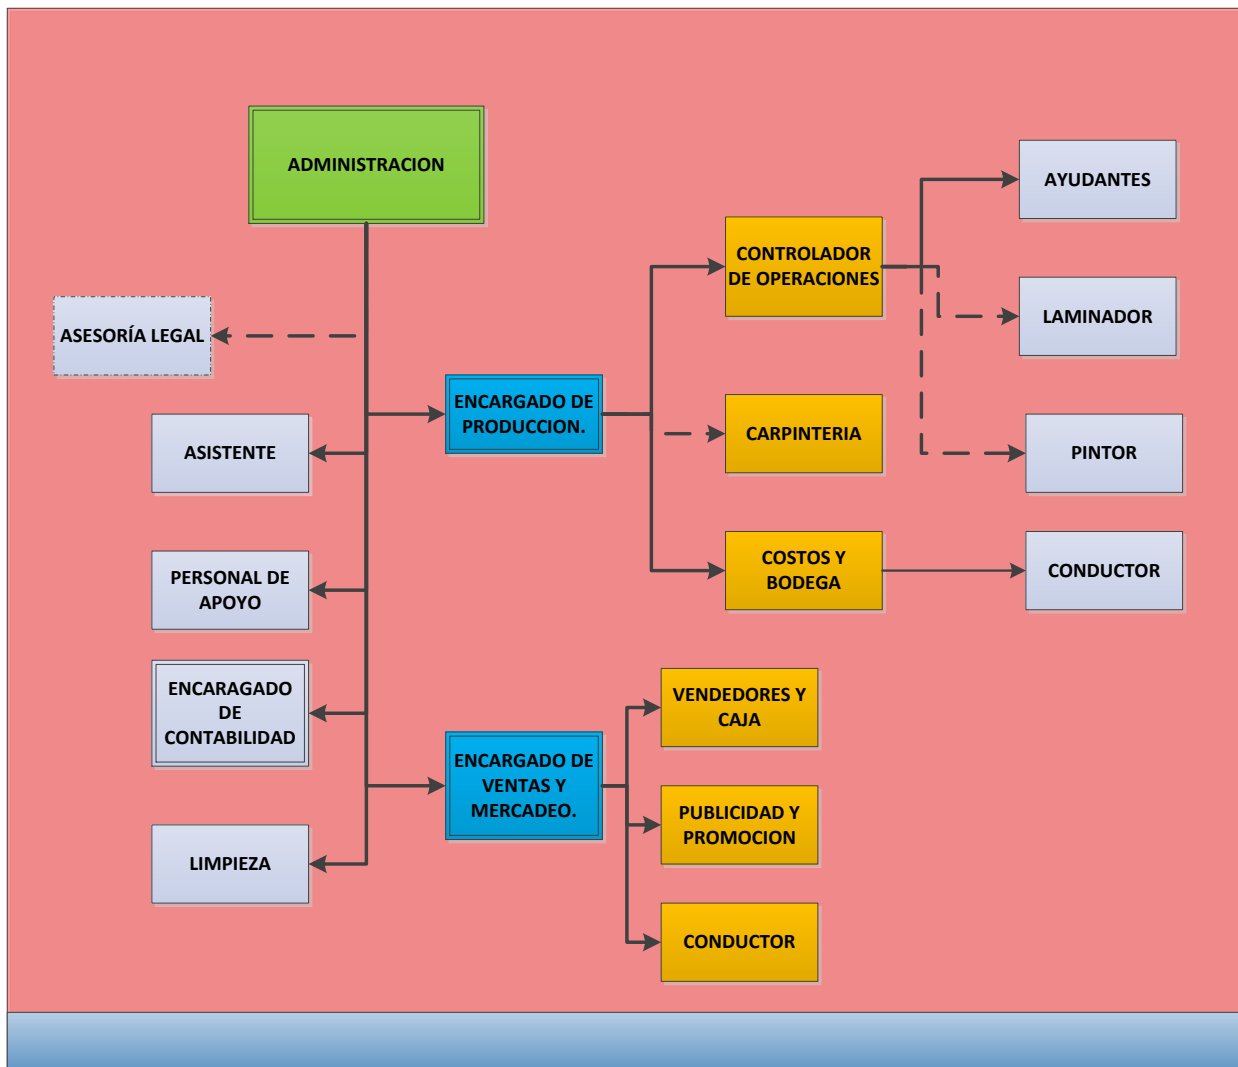 ADMINISTRACION
ASESORÍA LEGAL
ASISTENTE
PERSONAL DE
APOYO
ENCARAGADO
DE
CONTABILIDAD
LIMPIEZA
ENCARGADO DE
PRODUCCION.
ENCARGADO DE
VENTAS Y
MERCADEO.
CONTROLADOR
DE OPERACIONES
CARPINTERIA
COSTOS Y
BODEGA
VENDEDORES Y
CAJA
PUBLICIDAD Y
PROMOCION
CONDUCTOR
AYUDANTES
LAMINADOR
PINTOR
CONDUCTOR